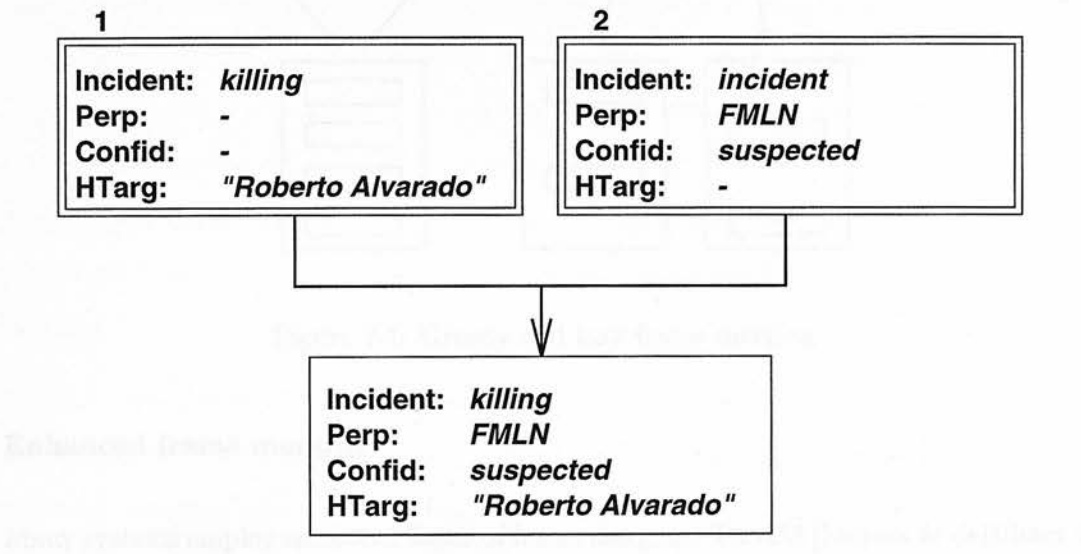 1
Incident: killing
Perp: -
Confid: -
HTarg: "Roberto Alvarado"
2
Incident: incident
Perp: FMLN
Confid: suspected
HTarg: -
Incident: killing
Perp: FMLN
Confid: suspected
HTarg: "Roberto Alvarado"